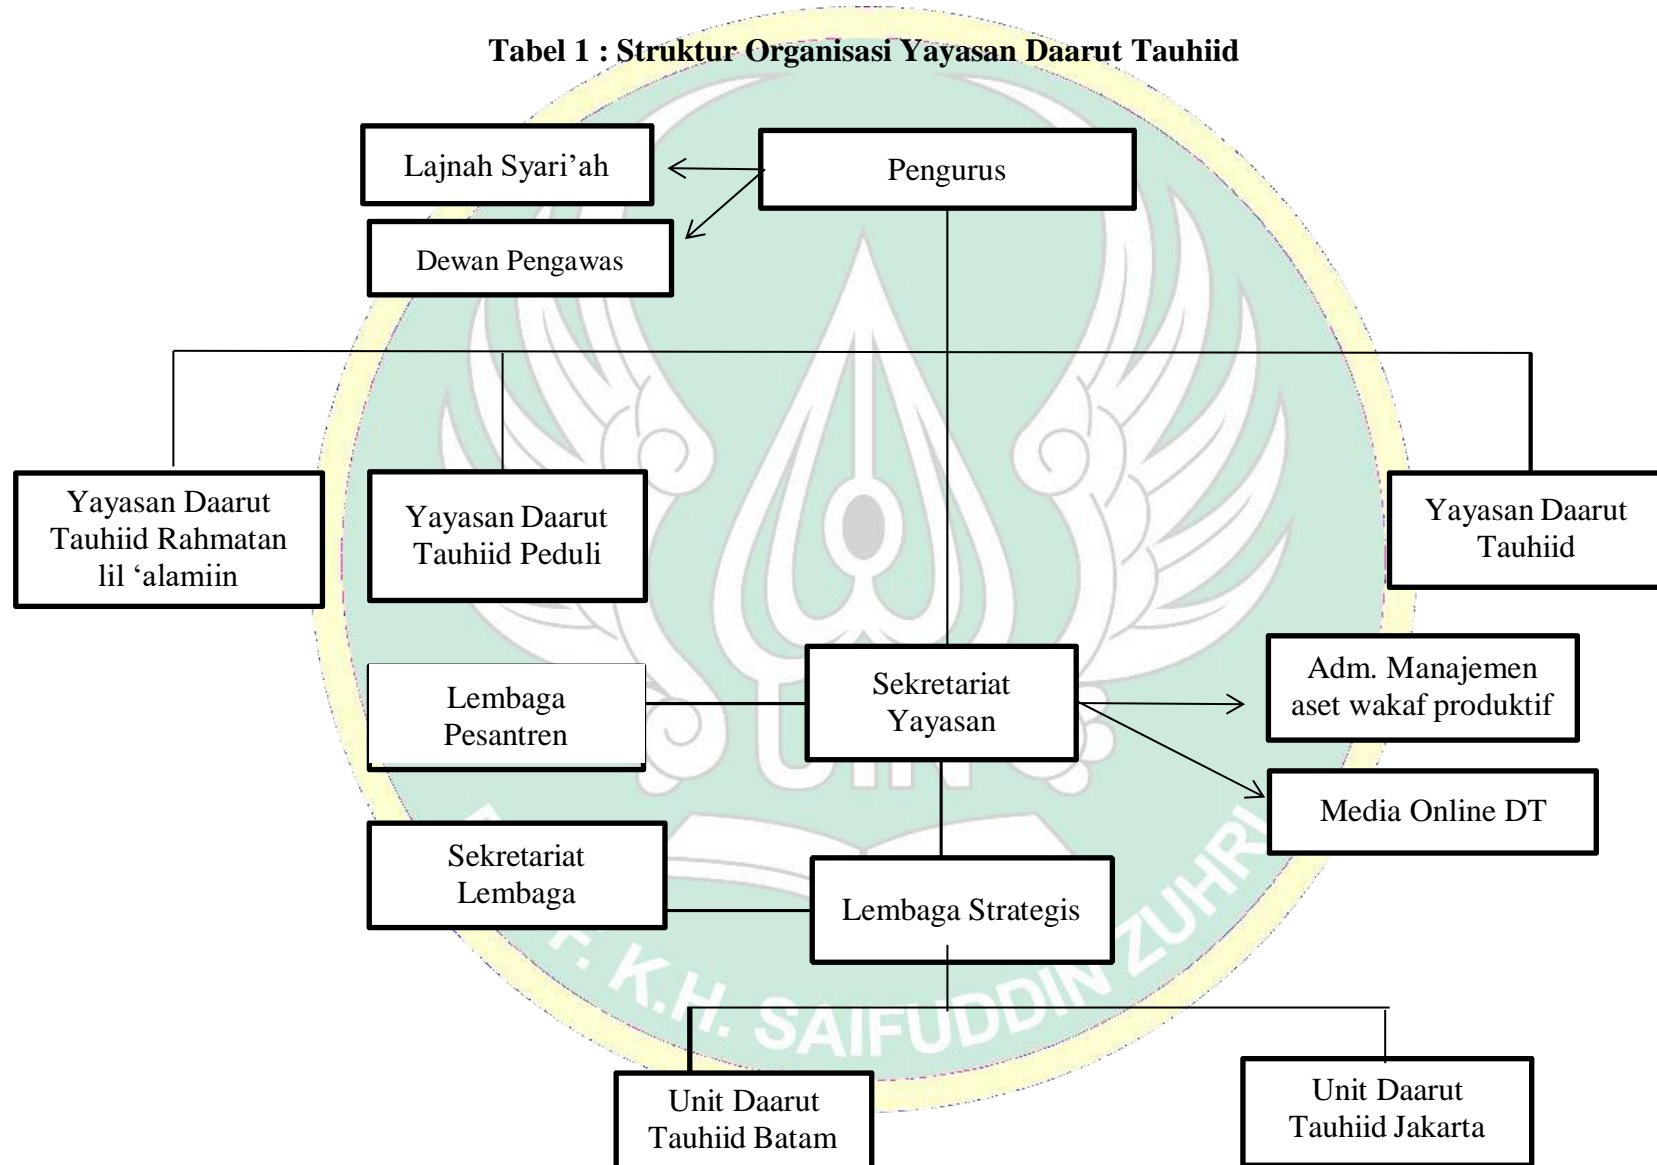 Tabel 1 : Struktur Organisasi Yayasan Daarut Tauhiid
Lajnah Syari’ah
Pengurus
Dewan Pengawas
Yayasan Daarut
Tauhiid Rahmatan
lil ‘alamiin
Yayasan Daarut
Tauhiid Peduli
Yayasan Daarut
Tauhiid
Lembaga
Pesantren
Sekretariat
Yayasan
Adm. Manajemen
aset wakaf produktif
Media Online DT
Sekretariat
Lembaga
Lembaga Strategis
Unit Daarut
Tauhiid Batam
Unit Daarut
Tauhiid Jakarta
UIN
K.H. SAIFUDDIN ZUHRI